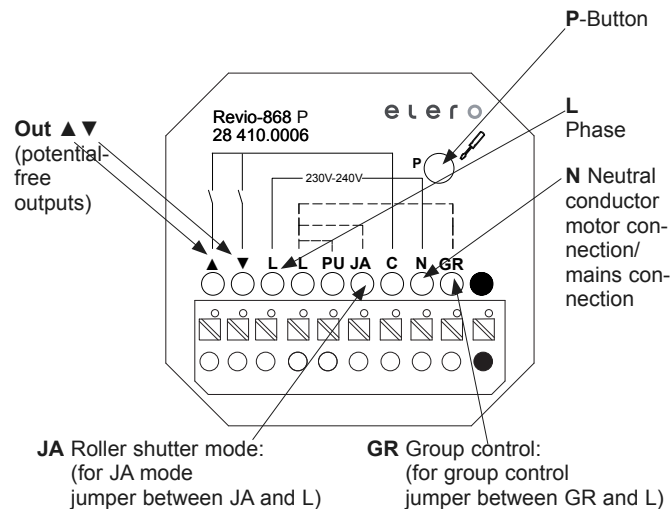 P-Button
Revio-868 P
28 410.0006
elero
L
Phase
Out ▲▼
(potential-
free
outputs)
P
230V-240V
N Neutral
conductor
motor con-
nection/
mains con-
nection
▲ ▼ L L PU JA C N GR
JA Roller shutter mode:
(for JA mode
jumper between JA and L)
GR Group control:
(for group control
jumper between GR and L)